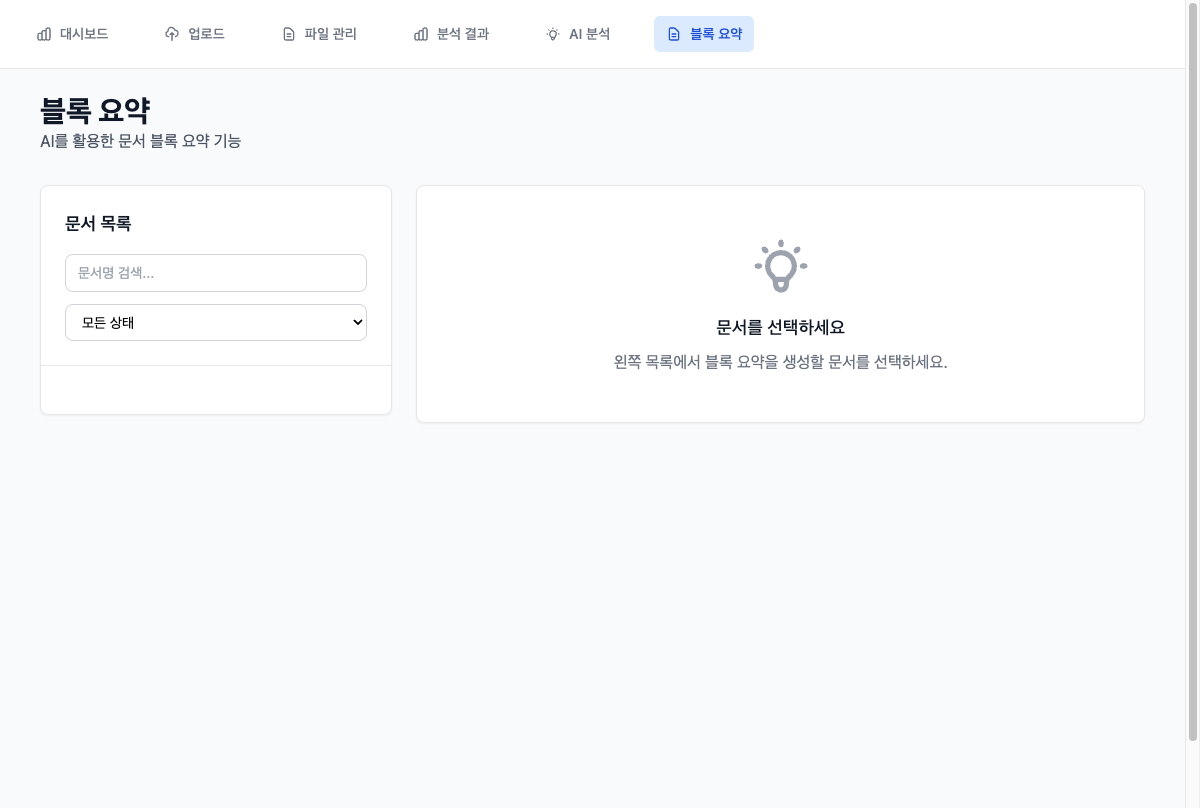 대시보드
업로드
파일 관리
분석 결과
AI 분석
블록 요약
블록 요약
AI를 활용한 문서 블록 요약 기능
문서 목록
문서명 검색...
모든 상태
문서를 선택하세요
왼쪽 목록에서 블록 요약을 생성할 문서를 선택하세요.